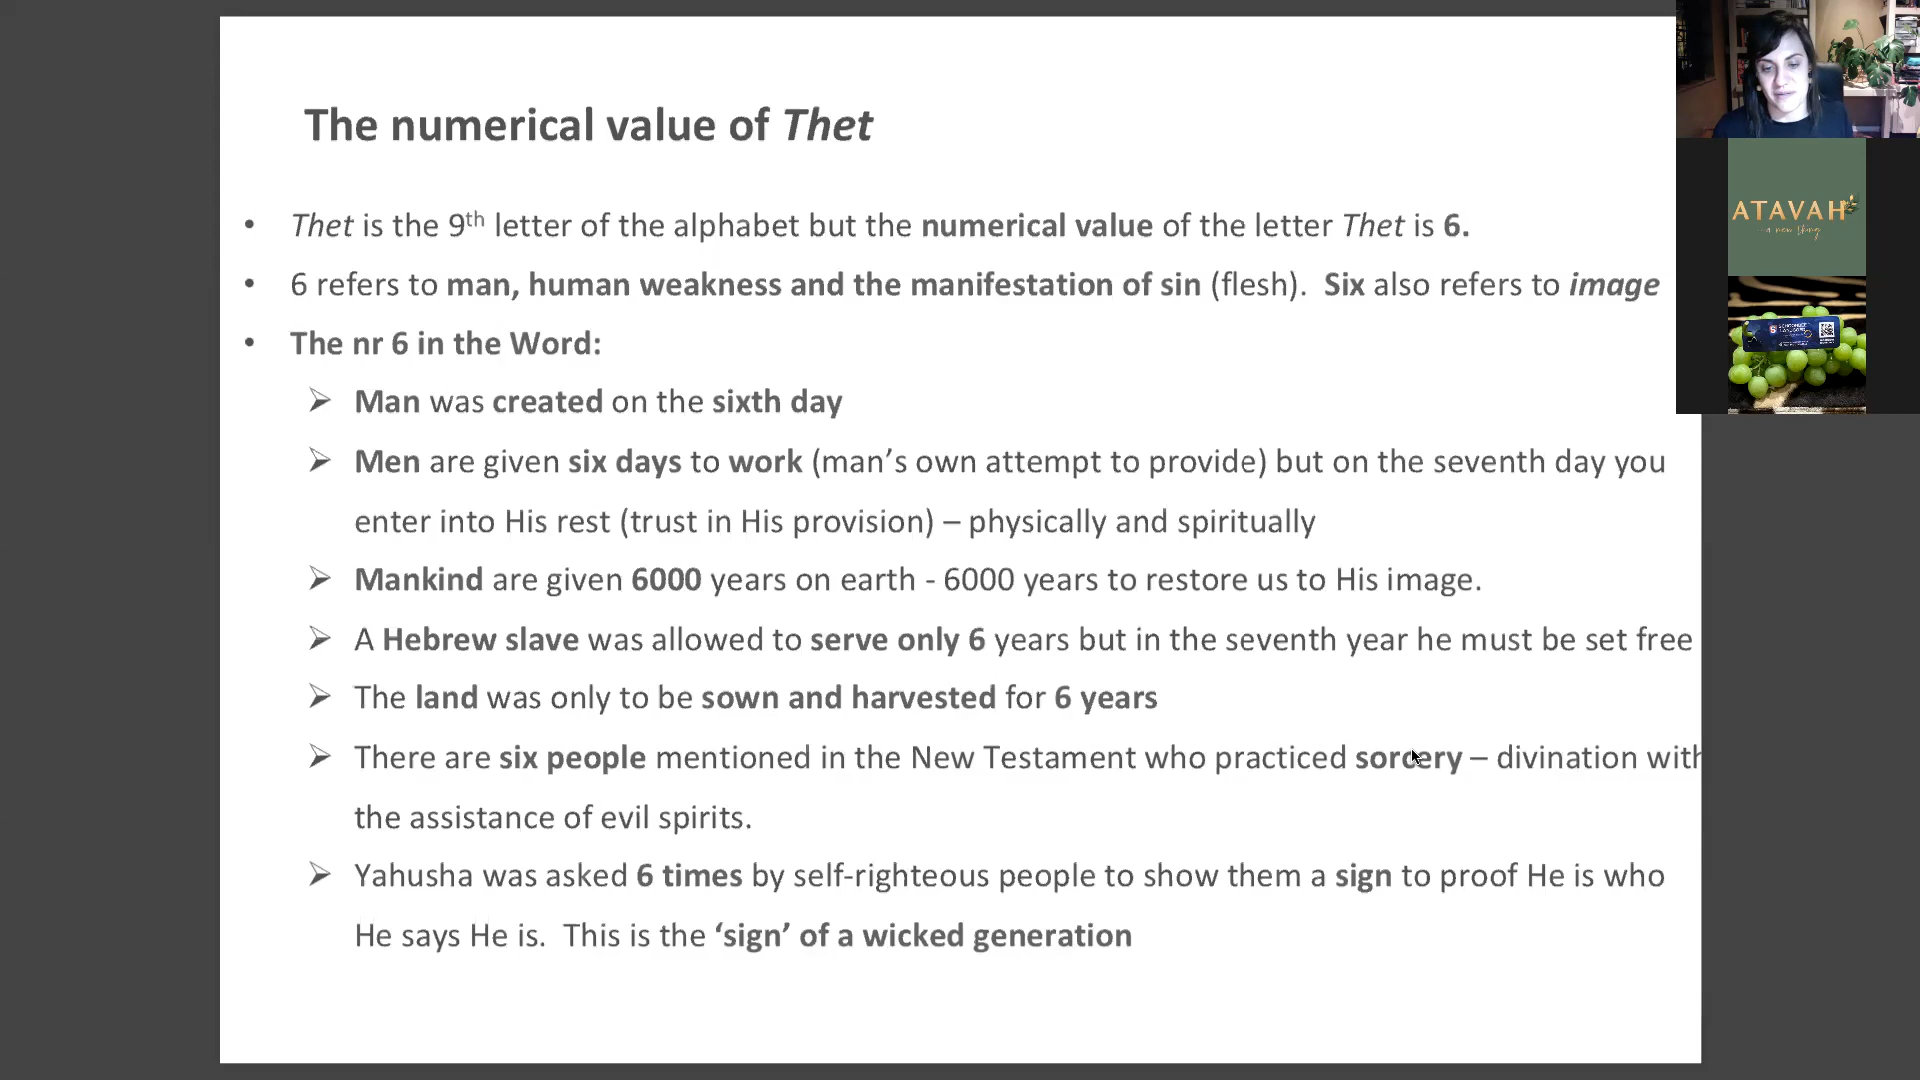 The numerical value of Thet
• Thet is the 9th letter of the alphabet but the numerical value of the letter Thet is 6.
• 6 refers to man, human weakness and the manifestation of sin (flesh).  Six also refers to image
• The nr 6 in the Word:
➢ Man was created on the sixth day
➢ Men are given six days to work (man’s own attempt to provide) but on the seventh day you
enter into His rest (trust in His provision) – physically and spiritually
➢ Mankind are given 6000 years on earth - 6000 years to restore us to His image.
➢ A Hebrew slave was allowed to serve only 6 years but in the seventh year he must be set free
➢ The land was only to be sown and harvested for 6 years
➢ There are six people mentioned in the New Testament who practiced sorcery – divination with
the assistance of evil spirits.
➢ Yahusha was asked 6 times by self-righteous people to show them a sign to proof He is who
He says He is.  This is the ‘sign’ of a wicked generation
ATAVAH
a new thing